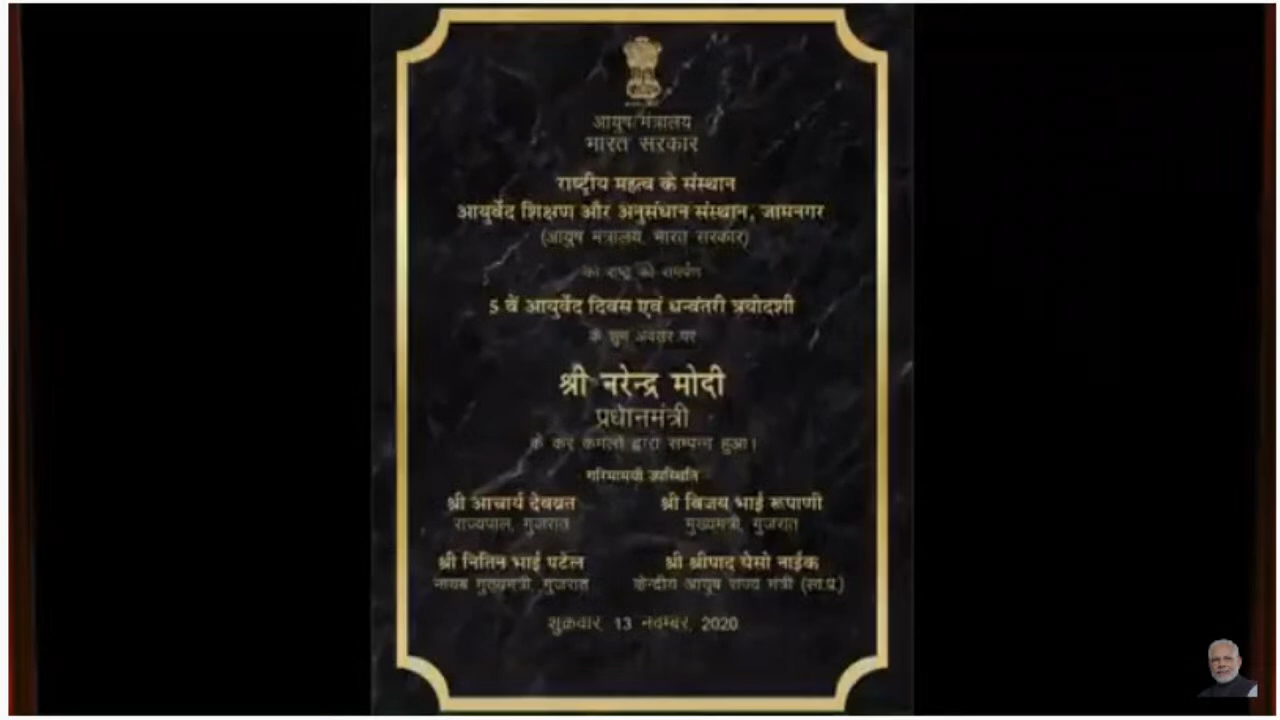 आयुष मंत्रालय
भारत सरकार
राष्ट्रीय महत्व के संस्थान
आयुर्वेद शिक्षण और अनुसंधान संस्थान, जामनगर
(आयुष मंत्रालय, भारत सरकार)
का राष्ट्र को समर्पण
5 वें आयुर्वेद दिवस एवं धन्वंतरी त्रयोदशी
के शुभ अवसर पर
श्री नरेन्द्र मोदी
प्रधानमंत्री
के कर कमलों द्वारा सम्पन्न हुआ।
गरिमामयी उपस्थिति
श्री आचार्य देवव्रत
राज्यपाल, गुजरात
श्री विजय भाई रूपाणी
मुख्यमंत्री, गुजरात
श्री नितिन भाई पटेल
नायब मुख्यमंत्री, गुजरात
श्री श्रीपाद येसो नाईक
केन्द्रीय आयुष राज्य मंत्री (स्व.प्र.)
शुक्रवार, 13 नवम्बर, 2020